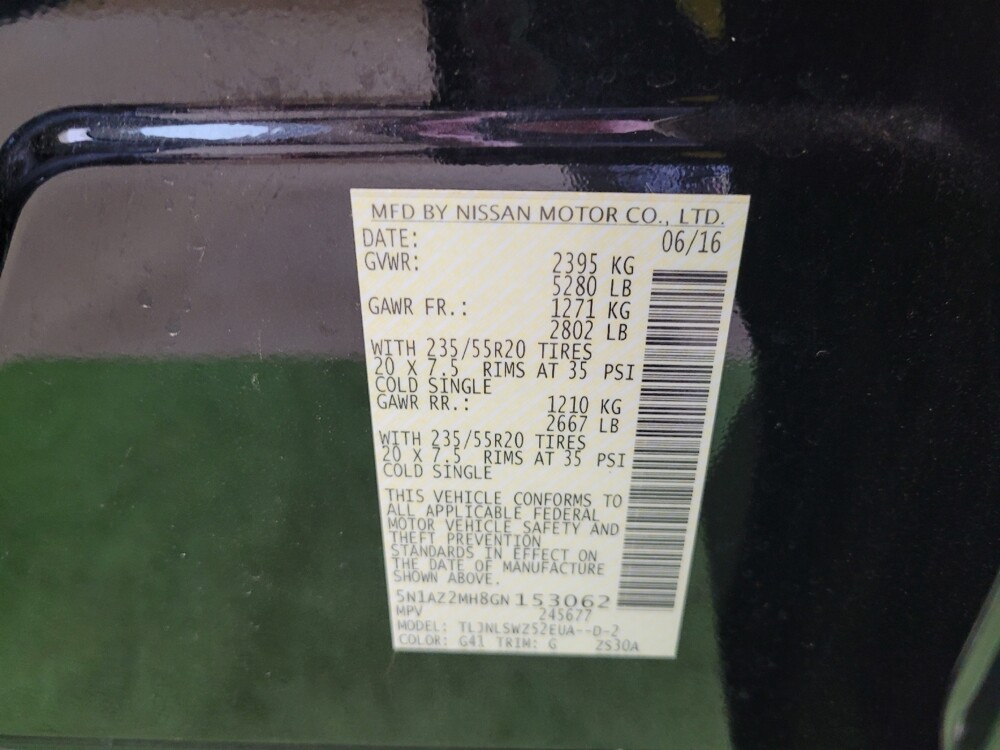 MFD BY NISSAN MOTOR CO., LTD.
DATE: 06/16
GVWR: 2395 KG
5280 LB
GAWR FR.: 1271 KG
2802 LB
WITH 235/55R20 TIRES
20 X 7.5 RIMS AT 35 PSI
COLD SINGLE
GAWR RR.: 1210 KG
2667 LB
WITH 235/55R20 TIRES
20 X 7.5 RIMS AT 35 PSI
COLD SINGLE
THIS VEHICLE CONFORMS TO
ALL APPLICABLE FEDERAL
MOTOR VEHICLE SAFETY AND
THEFT PREVENTION
STANDARDS IN EFFECT ON
THE DATE OF MANUFACTURE
SHOWN ABOVE.
5N1AZ2MH8GN153062
MPV 245677
MODEL: TLJNLSWZ52EUA--D-2
COLOR: G41 TRIM: G ZS30A